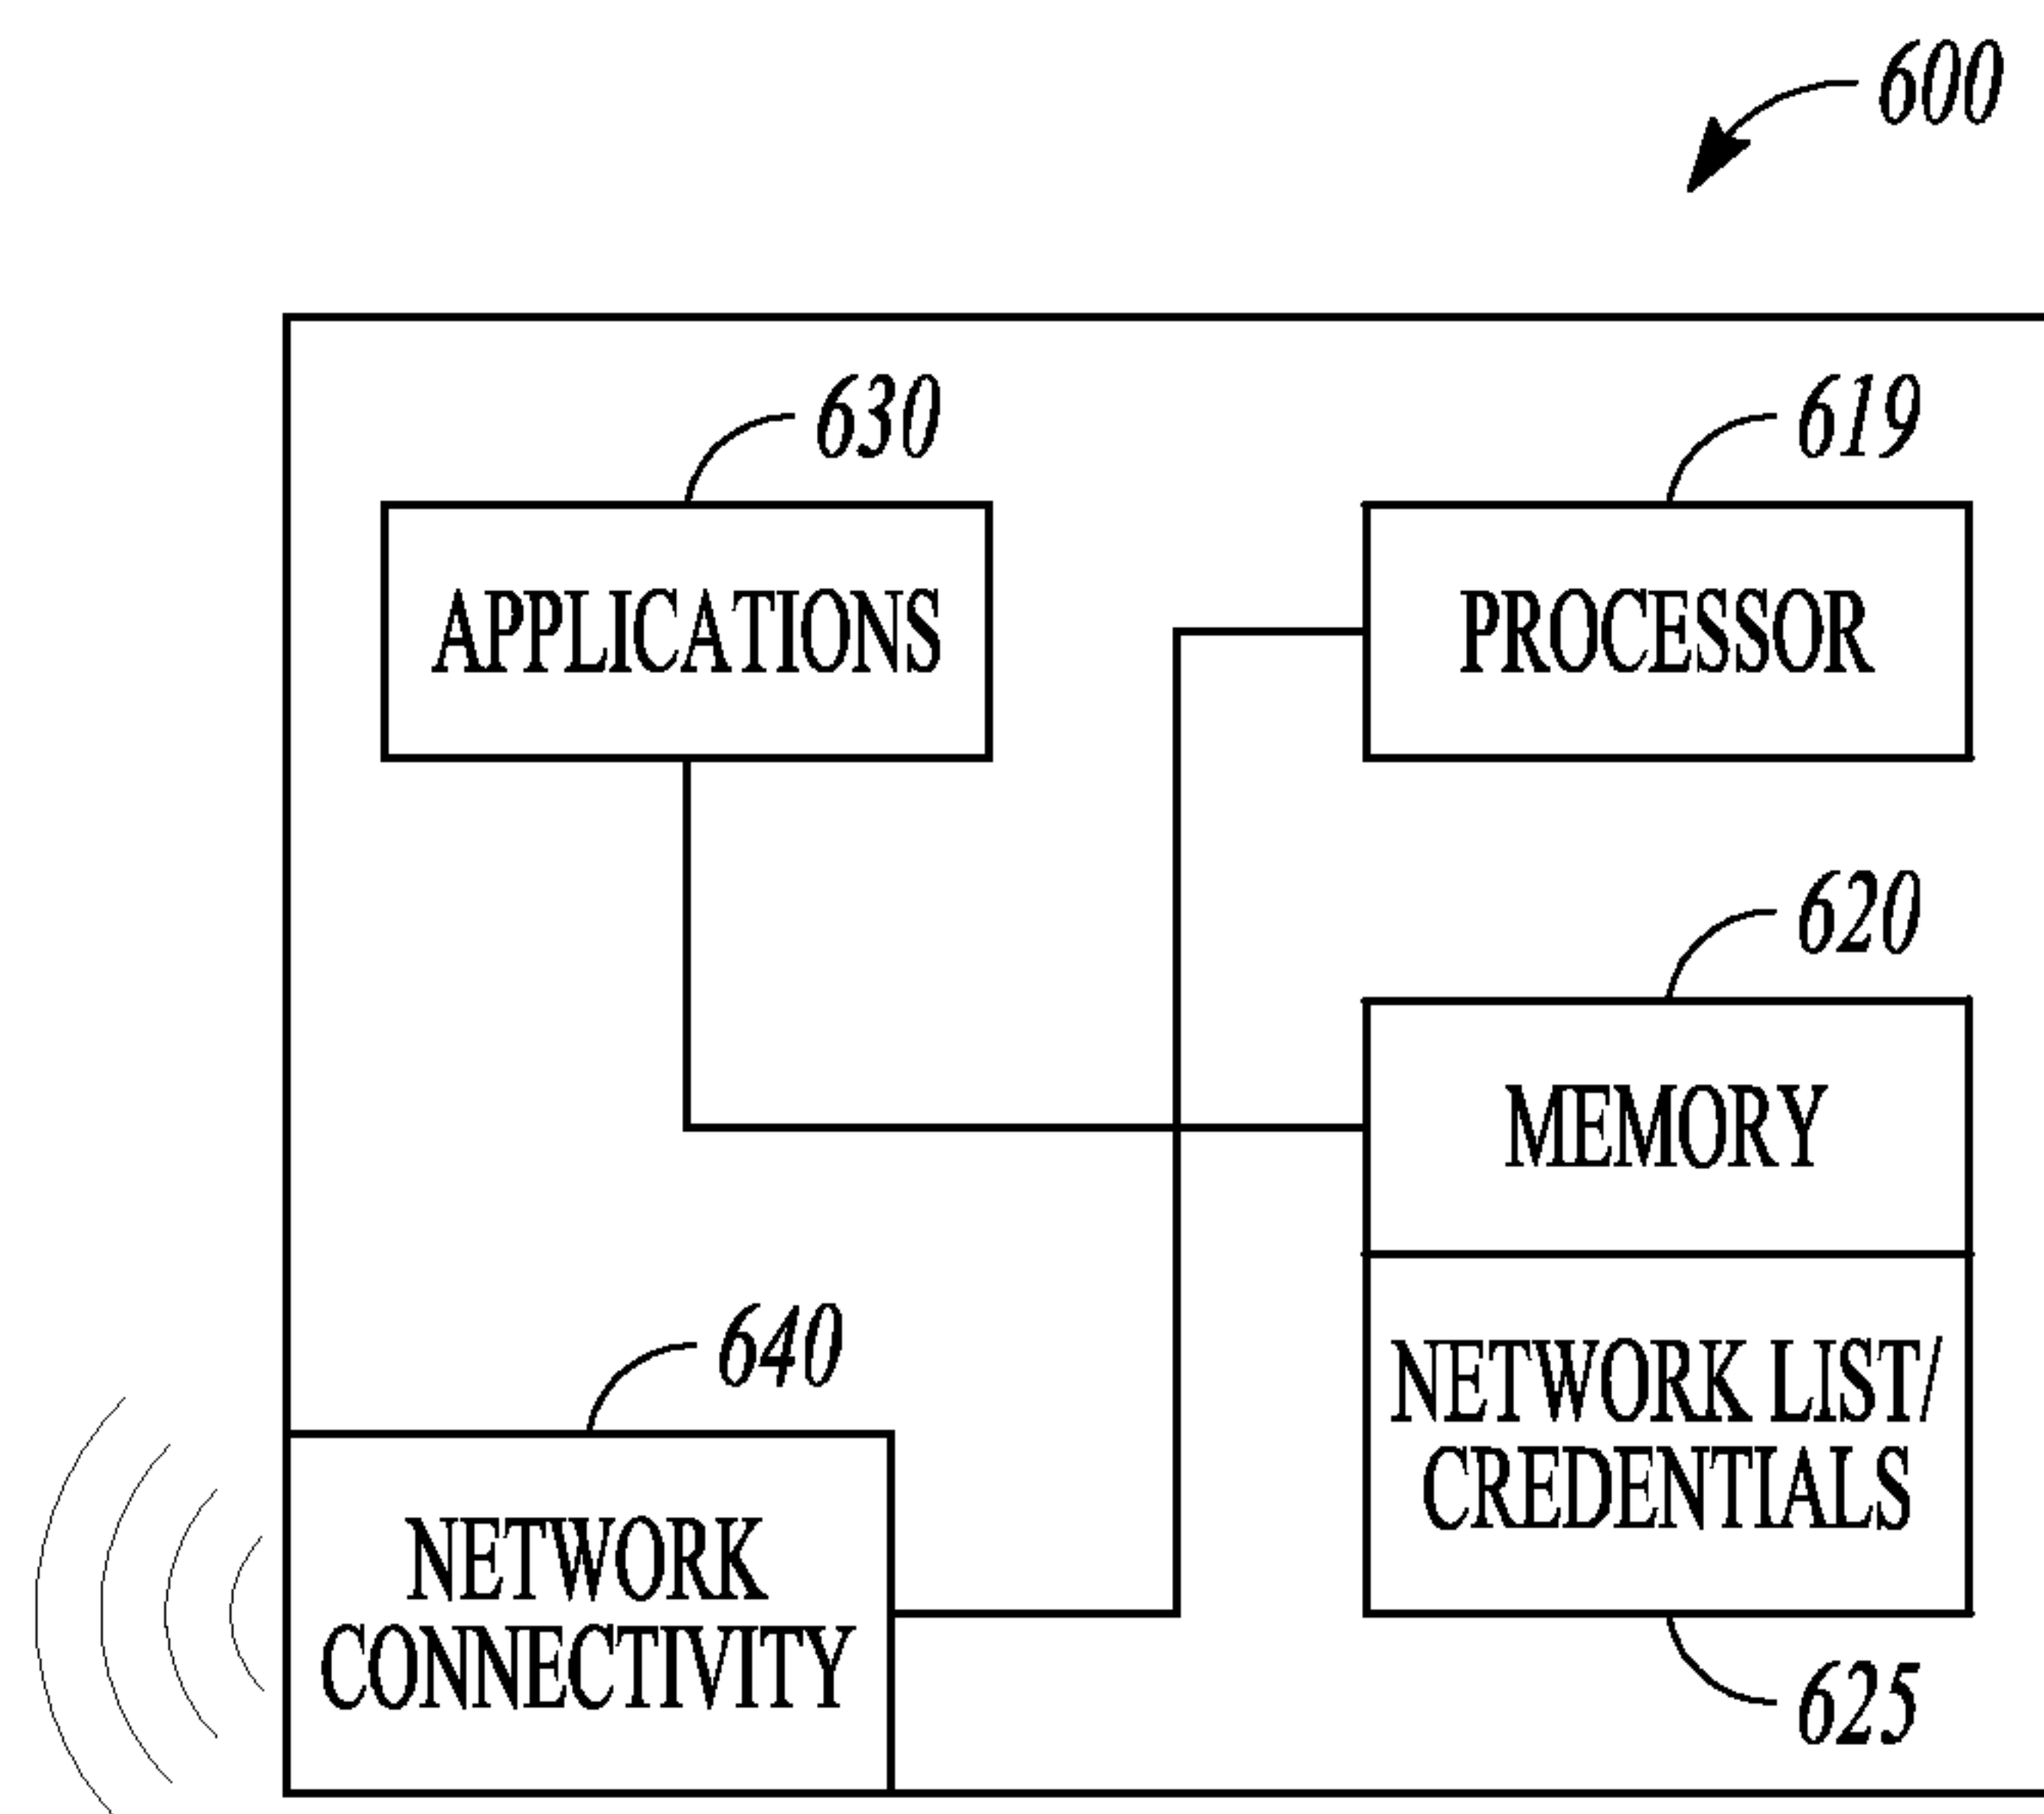 600
630
619
APPLICATIONS
PROCESSOR
620
MEMORY
640
NETWORK LIST/
CREDENTIALS
NETWORK
CONNECTIVITY
625